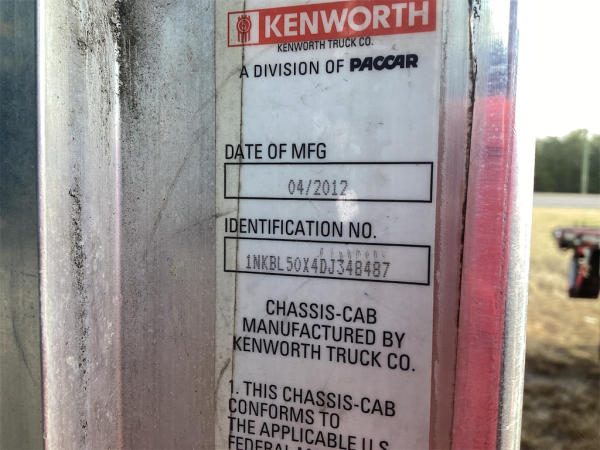 KENWORTH
KENWORTH TRUCK CO.
A DIVISION OF PACCAR
DATE OF MFG
04/2012
IDENTIFICATION NO.
1NKBL50X4DJ348487
CHASSIS-CAB
MANUFACTURED BY
KENWORTH TRUCK CO.
1. THIS CHASSIS-CAB
CONFORMS TO
THE APPLICABLE U.S.
FEDERAL